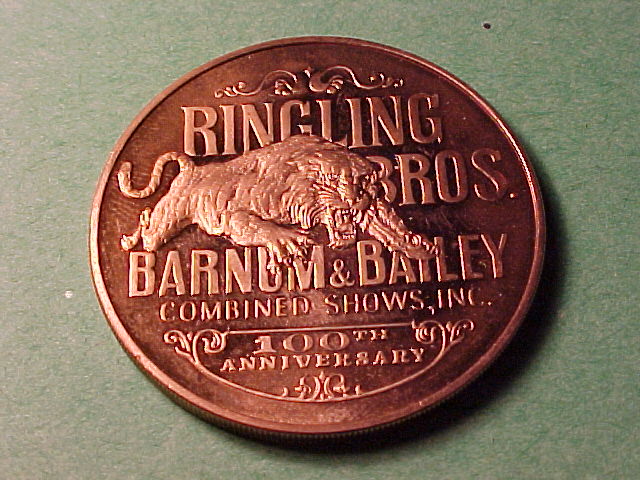 RINGLING
BROS.
BARNUM & BAILEY
COMBINED SHOWS, INC.
100TH
ANNIVERSARY